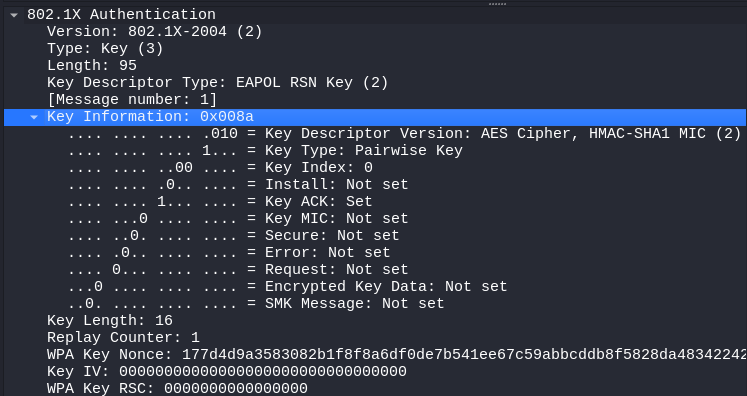 802.1X Authentication
Version: 802.1X-2004 (2)
Type: Key (3)
Length: 95
Key Descriptor Type: EAPOL RSN Key (2)
[Message number: 1]
Key Information: 0x008a
.... .... .... .010 = Key Descriptor Version: AES Cipher, HMAC-SHA1 MIC (2)
.... .... .... 1... = Key Type: Pairwise Key
.... .... ..00 .... = Key Index: 0
.... .... .0.. .... = Install: Not set
.... .... 1... .... = Key ACK: Set
.... ...0 .... .... = Key MIC: Not set
.... ..0. .... .... = Secure: Not set
.... .0.. .... .... = Error: Not set
.... 0... .... .... = Request: Not set
...0 .... .... .... = Encrypted Key Data: Not set
..0. .... .... .... = SMK Message: Not set
Key Length: 16
Replay Counter: 1
WPA Key Nonce: 177d4d9a3583082b1f8f8a6df0de7b541ee67c59abbcddb8f5828da48342242
Key IV: 00000000000000000000000000000000
WPA Key RSC: 0000000000000000